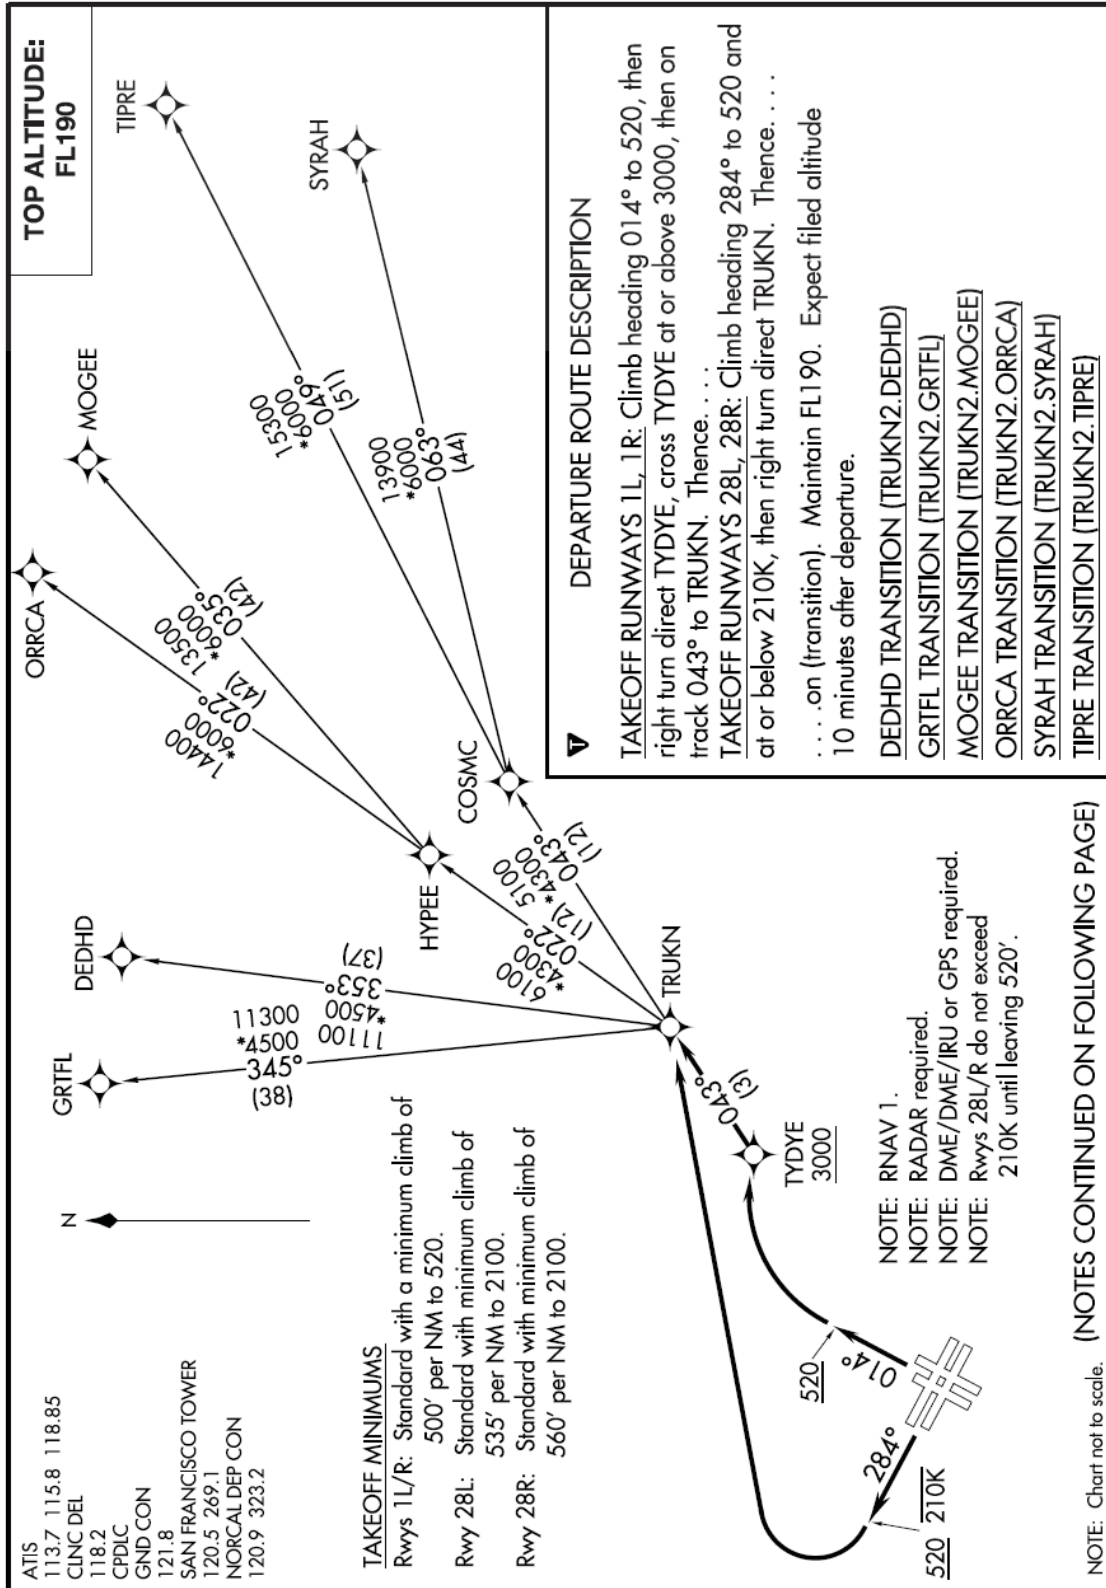 ATIS
113.7 115.8 118.85
CLNC DEL
118.2
CPDLC
GND CON
121.8
SAN FRANCISCO TOWER
120.5 269.1
NORCAL DEP CON
120.9 323.2
TOP ALTITUDE:
FL190
N
GRTFL
DEDHD
ORRCA
MOGEE
TIPRE
SYRAH
HYPEE
COSMC
TRUKN
TYDYE
3000
11300
*4500
345°
(38)
11100
*4500
353°
(37)
14400
*6000
022°
(42)
13500
*6000
035°
(42)
15300
*6000
049°
(51)
13900
*6000
063°
(44)
6100
*4300
022°
(12)
5100
*4300
043°
(12)
043°
(3)
014°
520
284°
520 210K
TAKEOFF MINIMUMS
Rwys 1L/R: Standard with a minimum climb of
500' per NM to 520.
Rwy 28L: Standard with minimum climb of
535' per NM to 2100.
Rwy 28R: Standard with minimum climb of
560' per NM to 2100.
NOTE: RNAV 1.
NOTE: RADAR required.
NOTE: DME/DME/IRU or GPS required.
NOTE: Rwys 28L/R do not exceed
210K until leaving 520'.
T
DEPARTURE ROUTE DESCRIPTION
TAKEOFF RUNWAYS 1L, 1R: Climb heading 014° to 520, then
right turn direct TYDYE, cross TYDYE at or above 3000, then on
track 043° to TRUKN. Thence. . . .
TAKEOFF RUNWAYS 28L, 28R: Climb heading 284° to 520 and
at or below 210K, then right turn direct TRUKN. Thence. . . .
. . . .on (transition). Maintain FL190. Expect filed altitude
10 minutes after departure.
DEDHD TRANSITION (TRUKN2.DEDHD)
GRTFL TRANSITION (TRUKN2.GRTFL)
MOGEE TRANSITION (TRUKN2.MOGEE)
ORRCA TRANSITION (TRUKN2.ORRCA)
SYRAH TRANSITION (TRUKN2.SYRAH)
TIPRE TRANSITION (TRUKN2.TIPRE)
NOTE: Chart not to scale.
(NOTES CONTINUED ON FOLLOWING PAGE)